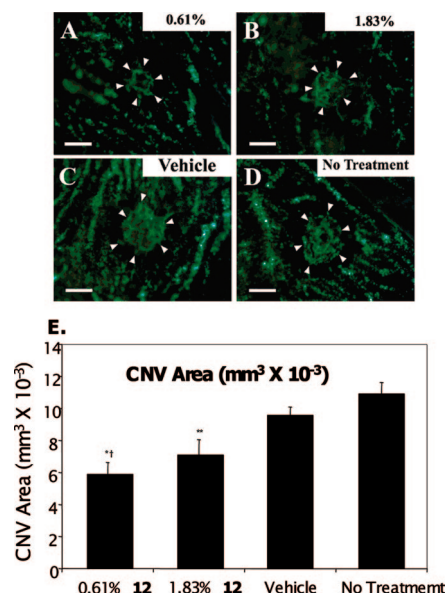 A 0.61%
B 1.83%
C Vehicle
D No Treatment
E.
CNV Area (mm³ X 10⁻³)
CNV Area (mm³ X 10⁻³)
14
12
10
8
6
4
2
0
*†
**
0.61% 12 1.83% 12 Vehicle No Treatemernt